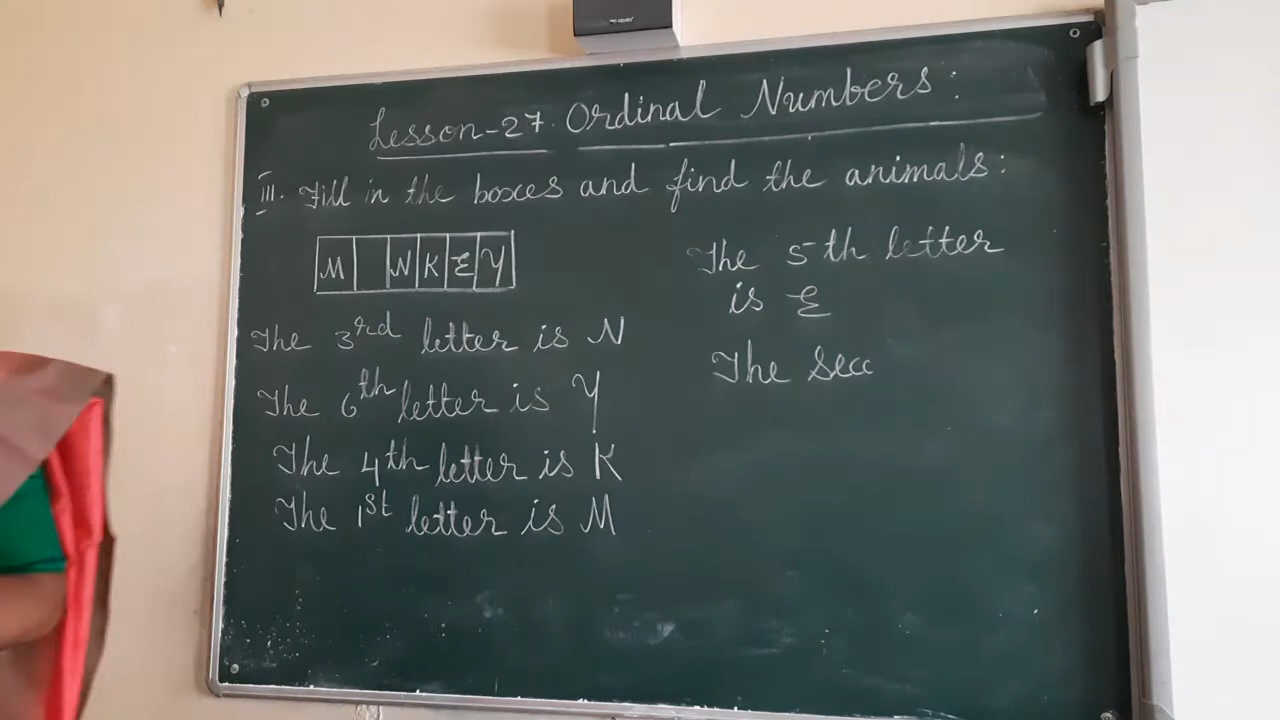 Lesson-27. Ordinal Numbers:
III. Fill in the boxes and find the animals:
M N K E Y
The 3rd letter is N
The 6th letter is Y
The 4th letter is K
The 1st letter is M
The 5th letter
is E
The sec